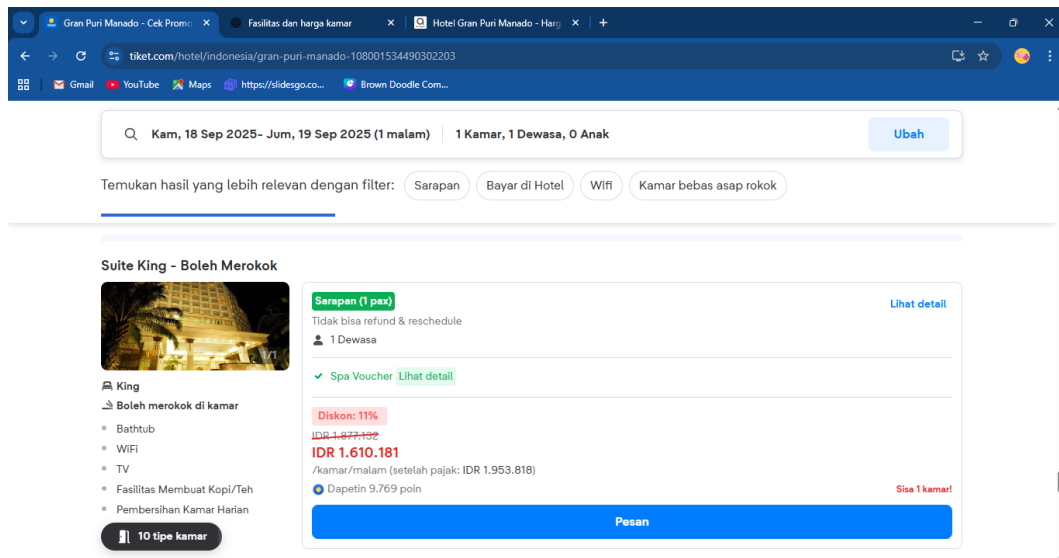 Gran Puri Manado - Cek Promo
Fasilitas dan harga kamar
Hotel Gran Puri Manado - Harg
tiket.com/hotel/indonesia/gran-puri-manado-108001534490302203
Gmail
YouTube
Maps
https://slidesgo.co...
Brown Doodle Com...
Kam, 18 Sep 2025- Jum, 19 Sep 2025 (1 malam)
1 Kamar, 1 Dewasa, 0 Anak
Ubah
Temukan hasil yang lebih relevan dengan filter:
Sarapan
Bayar di Hotel
Wifi
Kamar bebas asap rokok
Suite King - Boleh Merokok
1/1
King
Boleh merokok di kamar
Bathtub
WiFi
TV
Fasilitas Membuat Kopi/Teh
Pembersihan Kamar Harian
10 tipe kamar
Sarapan (1 pax)
Lihat detail
Tidak bisa refund & reschedule
1 Dewasa
Spa Voucher Lihat detail
Diskon: 11%
IDR 1.877.132
IDR 1.610.181
/kamar/malam (setelah pajak: IDR 1.953.818)
Dapetin 9.769 poin
Sisa 1 kamar!
Pesan